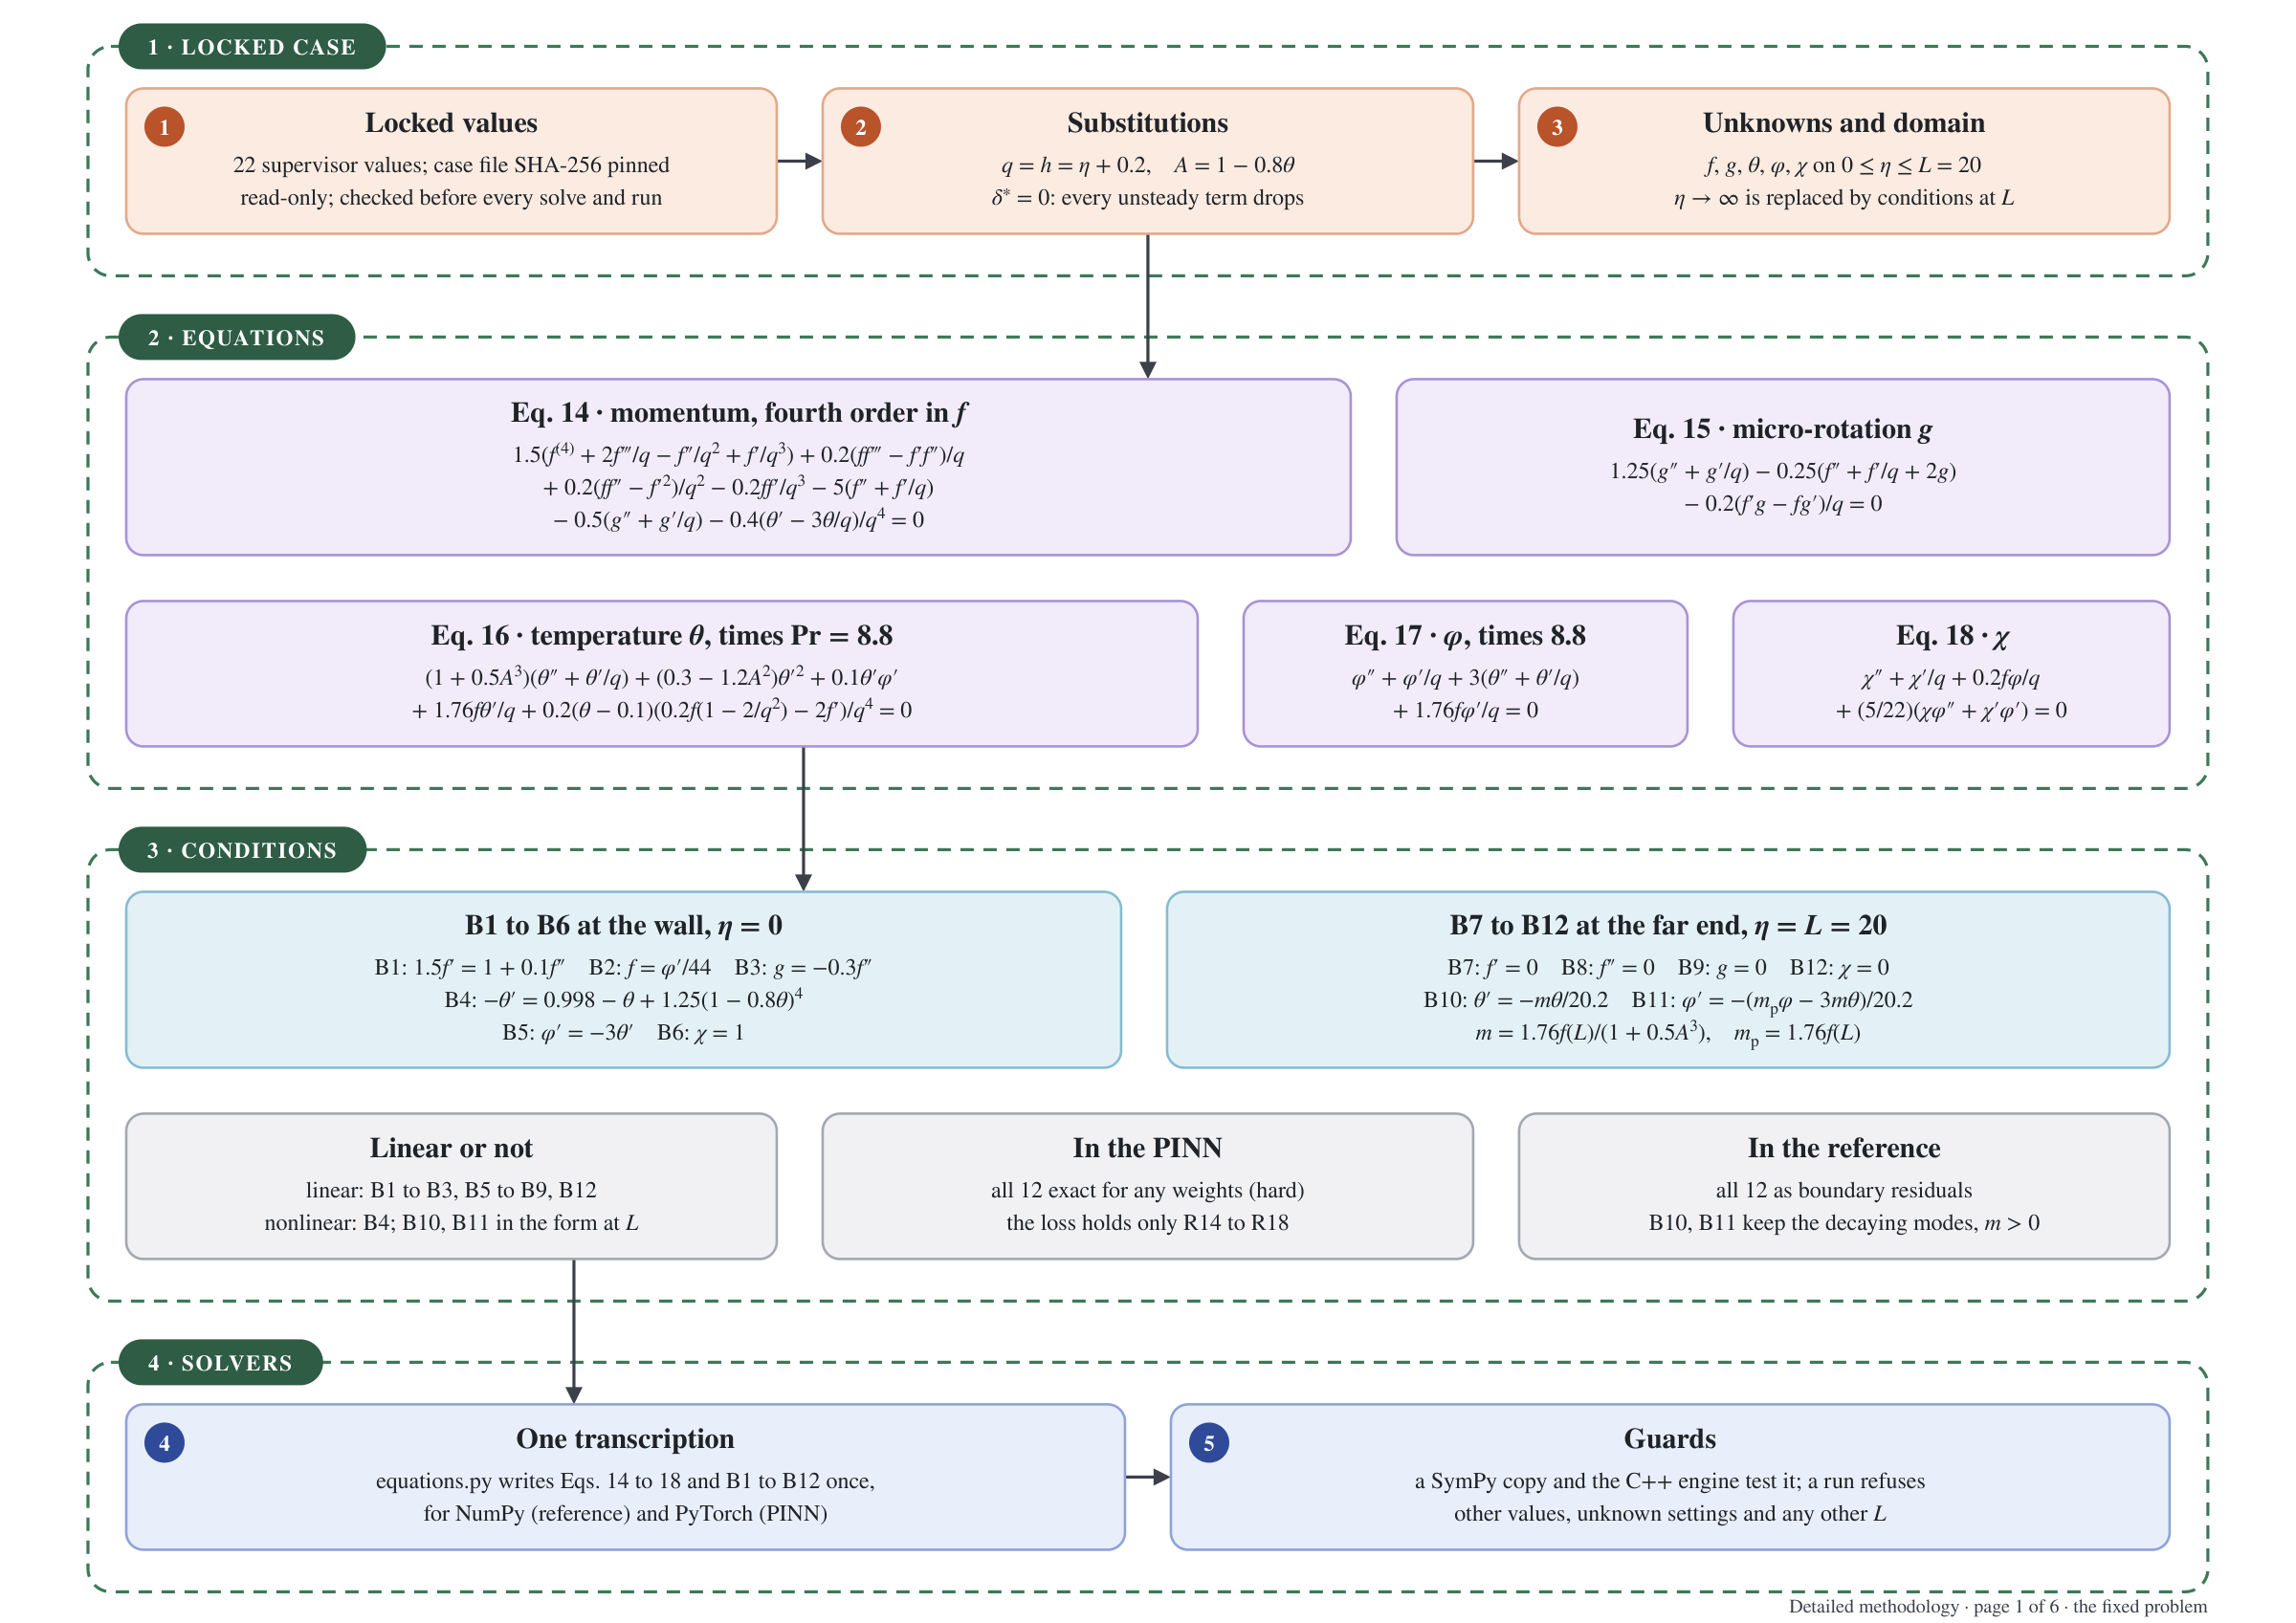 1 · LOCKED CASE
1
Locked values
22 supervisor values; case file SHA-256 pinned
read-only; checked before every solve and run
2
Substitutions
q = h = η + 0.2, A = 1 − 0.8θ
δ* = 0: every unsteady term drops
3
Unknowns and domain
f, g, θ, φ, χ on 0 ≤ η ≤ L = 20
η → ∞ is replaced by conditions at L
2 · EQUATIONS
Eq. 14 · momentum, fourth order in f
1.5(f⁽⁴⁾ + 2f‴/q − f″/q² + f′/q³) + 0.2(ff‴ − f′f″)/q
+ 0.2(ff″ − f′²)/q² − 0.2ff′/q³ − 5(f″ + f′/q)
− 0.5(g″ + g′/q) − 0.4(θ′ − 3θ/q)/q⁴ = 0
Eq. 15 · micro-rotation g
1.25(g″ + g′/q) − 0.25(f″ + f′/q + 2g)
− 0.2(f′g − fg′)/q = 0
Eq. 16 · temperature θ, times Pr = 8.8
(1 + 0.5A³)(θ″ + θ′/q) + (0.3 − 1.2A²)θ′² + 0.1θ′φ′
+ 1.76fθ′/q + 0.2(θ − 0.1)(0.2f(1 − 2/q²) − 2f′)/q⁴ = 0
Eq. 17 · φ, times 8.8
φ″ + φ′/q + 3(θ″ + θ′/q)
+ 1.76fφ′/q = 0
Eq. 18 · χ
χ″ + χ′/q + 0.2fφ/q
+ (5/22)(χφ″ + χ′φ′) = 0
3 · CONDITIONS
B1 to B6 at the wall, η = 0
B1: 1.5f′ = 1 + 0.1f″ B2: f = φ′/44 B3: g = −0.3f″
B4: −θ′ = 0.998 − θ + 1.25(1 − 0.8θ)⁴
B5: φ′ = −3θ′ B6: χ = 1
B7 to B12 at the far end, η = L = 20
B7: f′ = 0 B8: f″ = 0 B9: g = 0 B12: χ = 0
B10: θ′ = −mθ/20.2 B11: φ′ = −(mₚφ − 3mθ)/20.2
m = 1.76f(L)/(1 + 0.5A³), mₚ = 1.76f(L)
Linear or not
linear: B1 to B3, B5 to B9, B12
nonlinear: B4; B10, B11 in the form at L
In the PINN
all 12 exact for any weights (hard)
the loss holds only R14 to R18
In the reference
all 12 as boundary residuals
B10, B11 keep the decaying modes, m > 0
4 · SOLVERS
4
One transcription
equations.py writes Eqs. 14 to 18 and B1 to B12 once,
for NumPy (reference) and PyTorch (PINN)
5
Guards
a SymPy copy and the C++ engine test it; a run refuses
other values, unknown settings and any other L
Detailed methodology · page 1 of 6 · the fixed problem